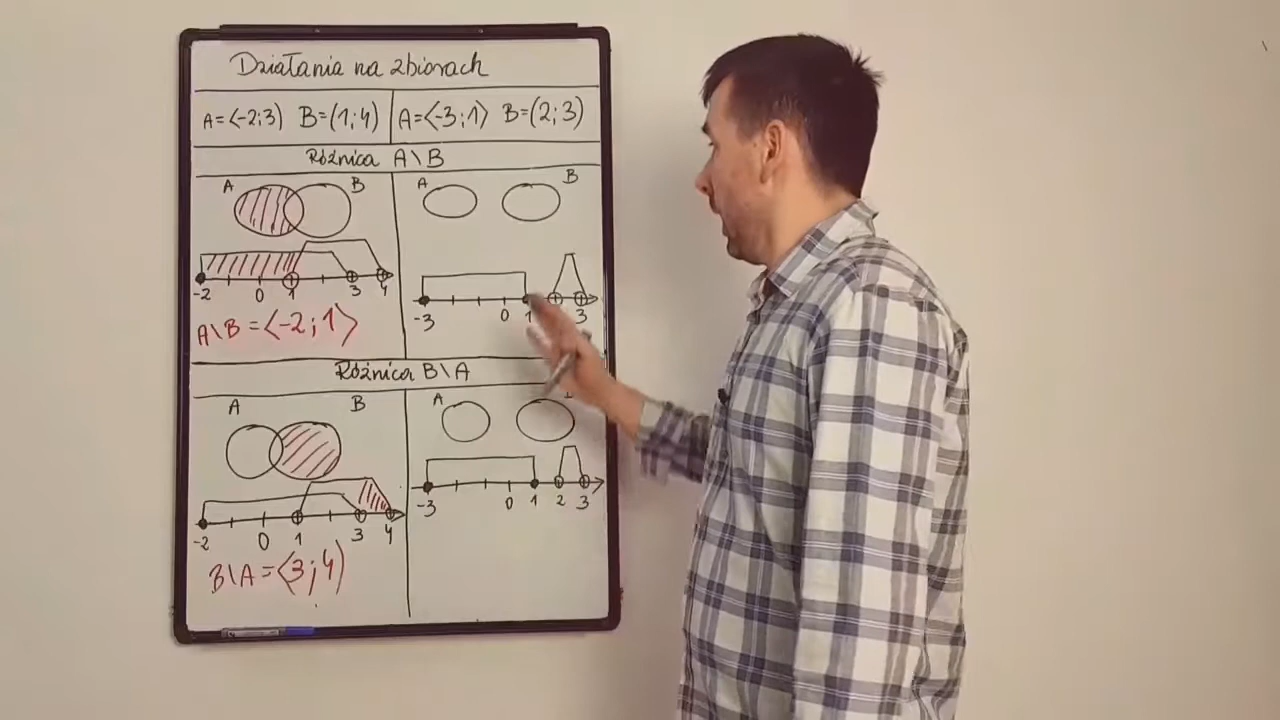 Działania na zbiorach
A=⟨-2;3) B=(1;4) A=⟨-3;1⟩ B=(2;3)
Różnica A\B
A B A B
-2 0 1 3 4
-3 0 1 3
A\B=⟨-2;1⟩
Różnica B\A
A B A
-2 0 1 3 4
-3 0 1 2 3
B\A=⟨3;4)